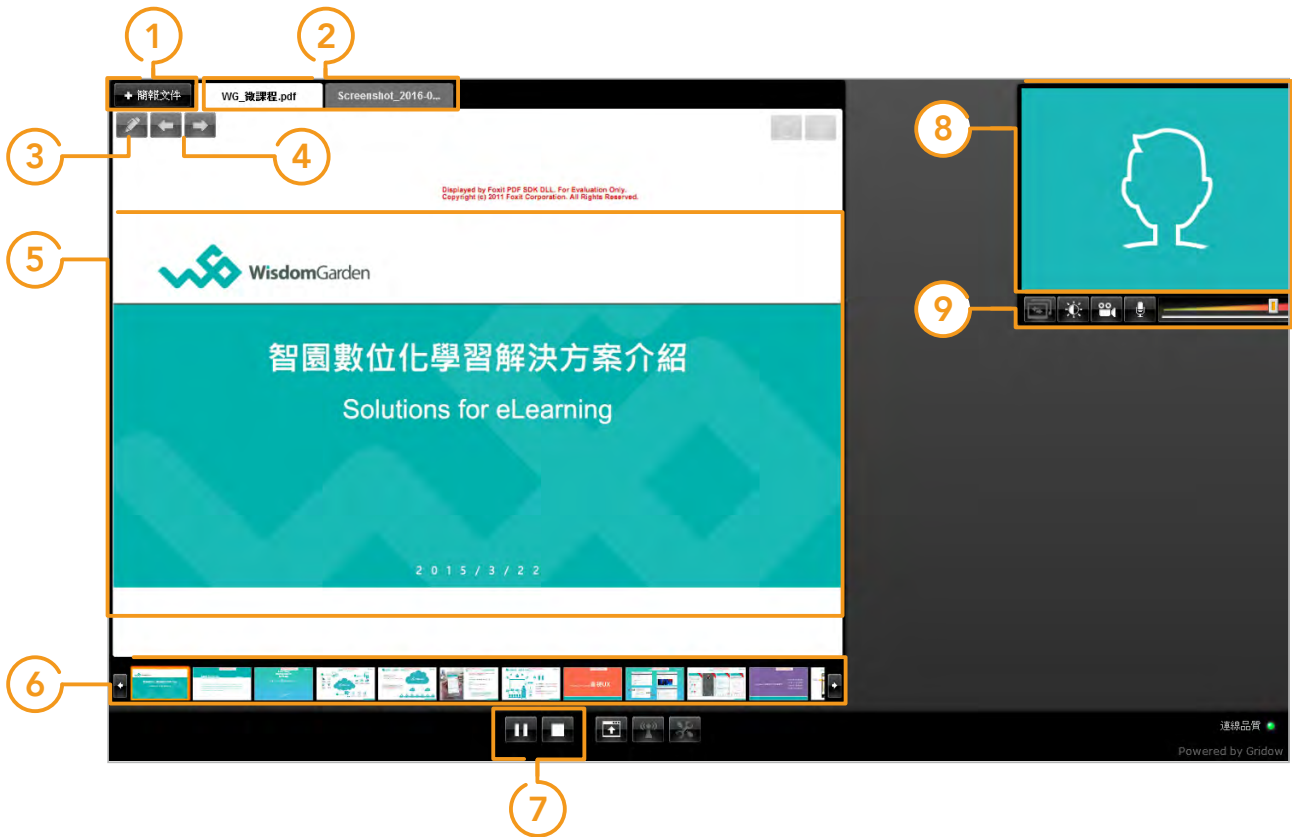 1
2
+ 簡報文件
WG_微課程.pdf
Screenshot_2016-0...
3
4
8
Displayed by Foxit PDF SDK DLL. For Evaluation Only.
Copyright (c) 2011 Foxit Corporation. All Rights Reserved.
5
WisdomGarden
9
智園數位化學習解決方案介紹
Solutions for eLearning
2015/3/22
6
連線品質
Powered by Gridow
7